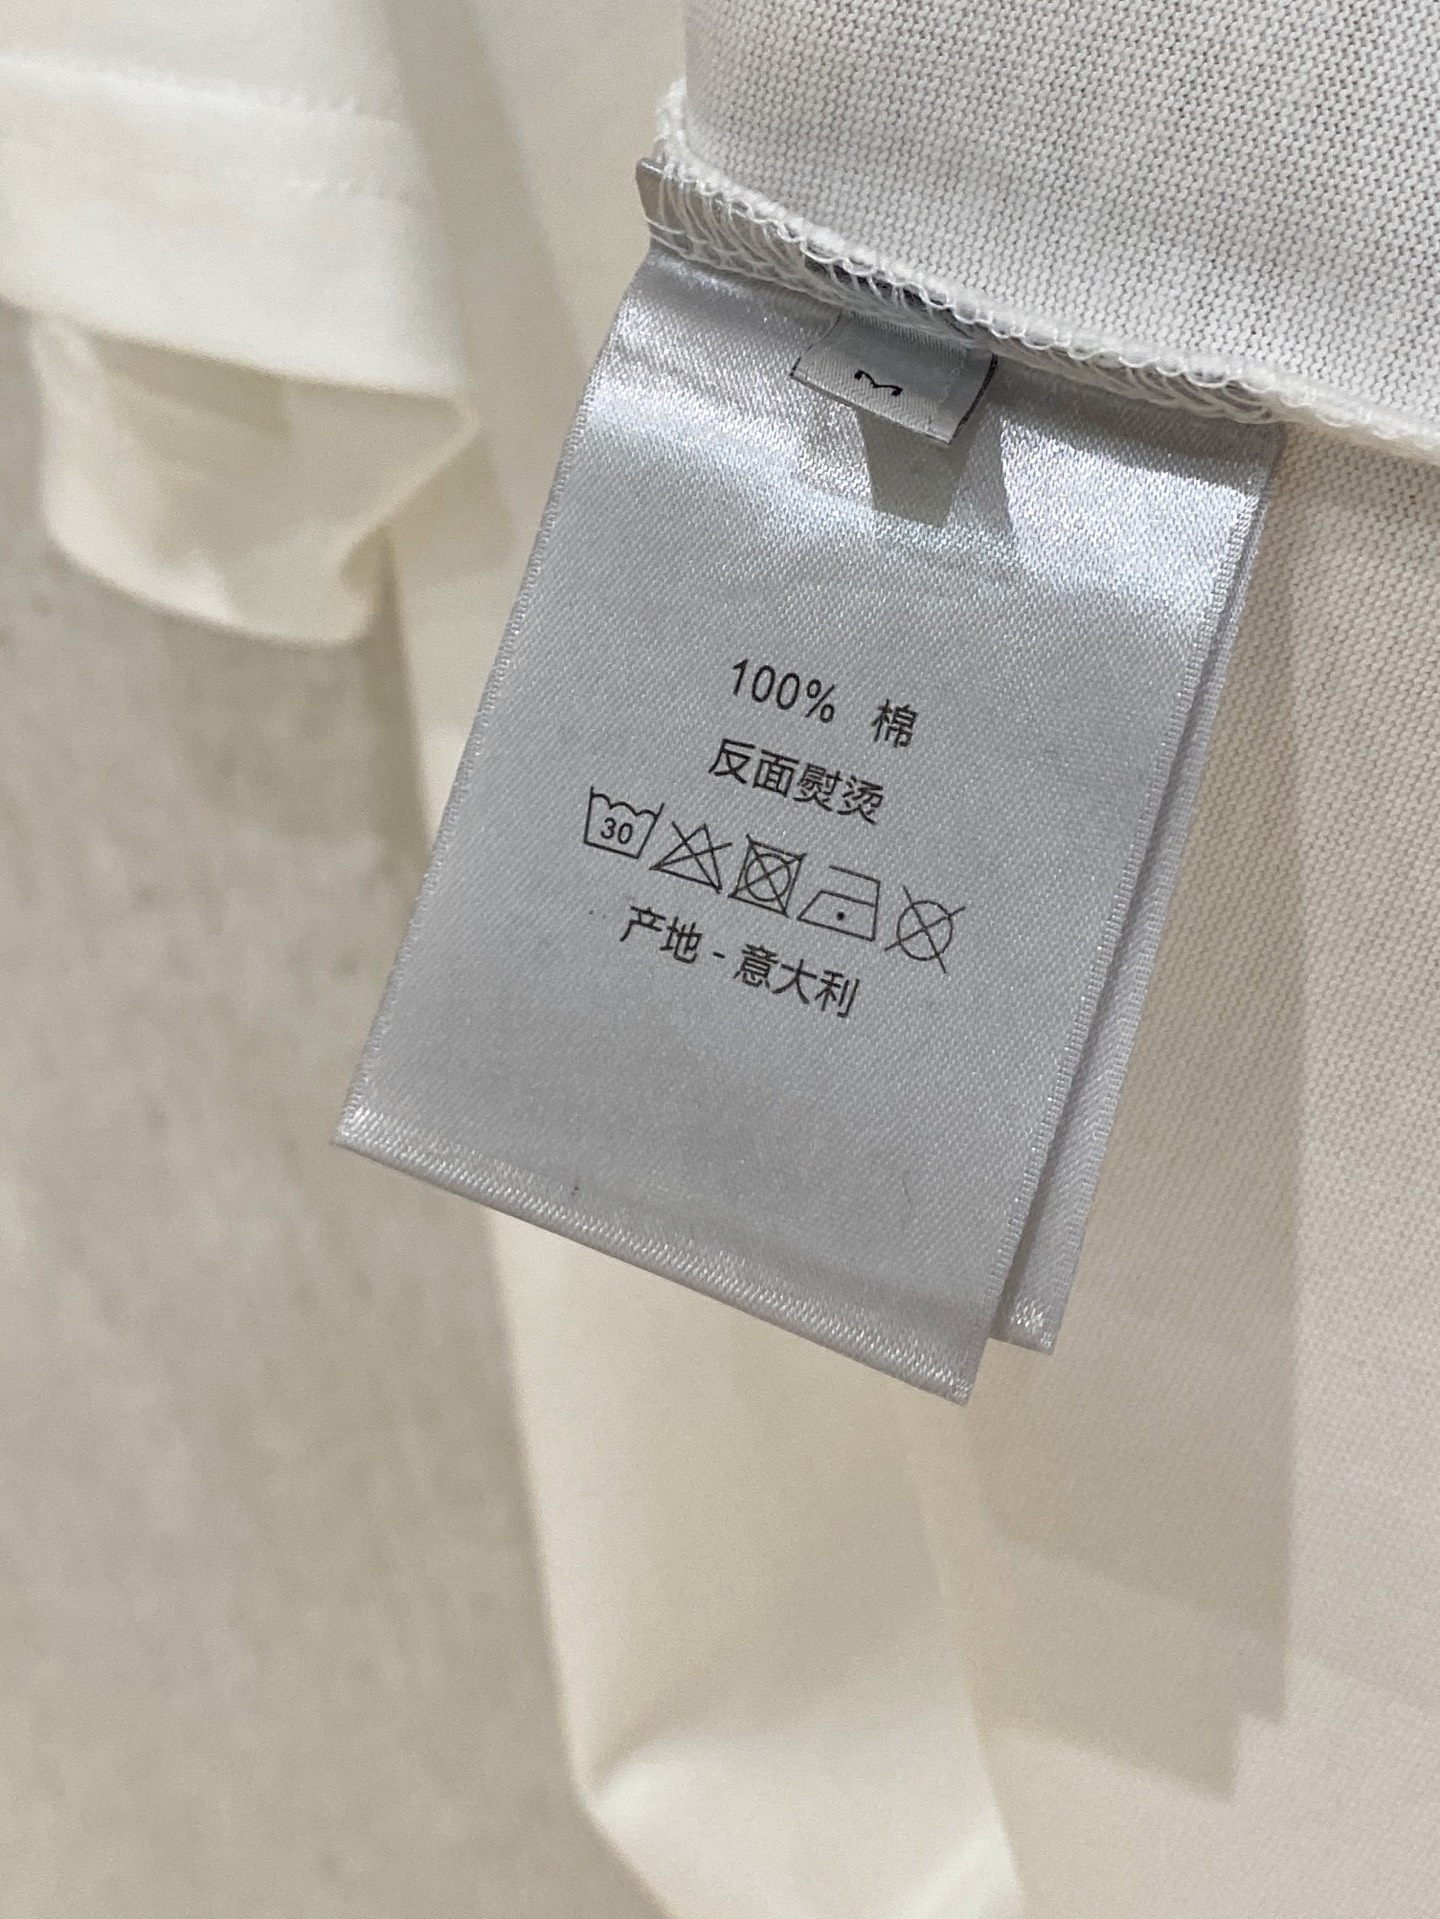 100% 棉
反面熨烫
30
产地 - 意大利